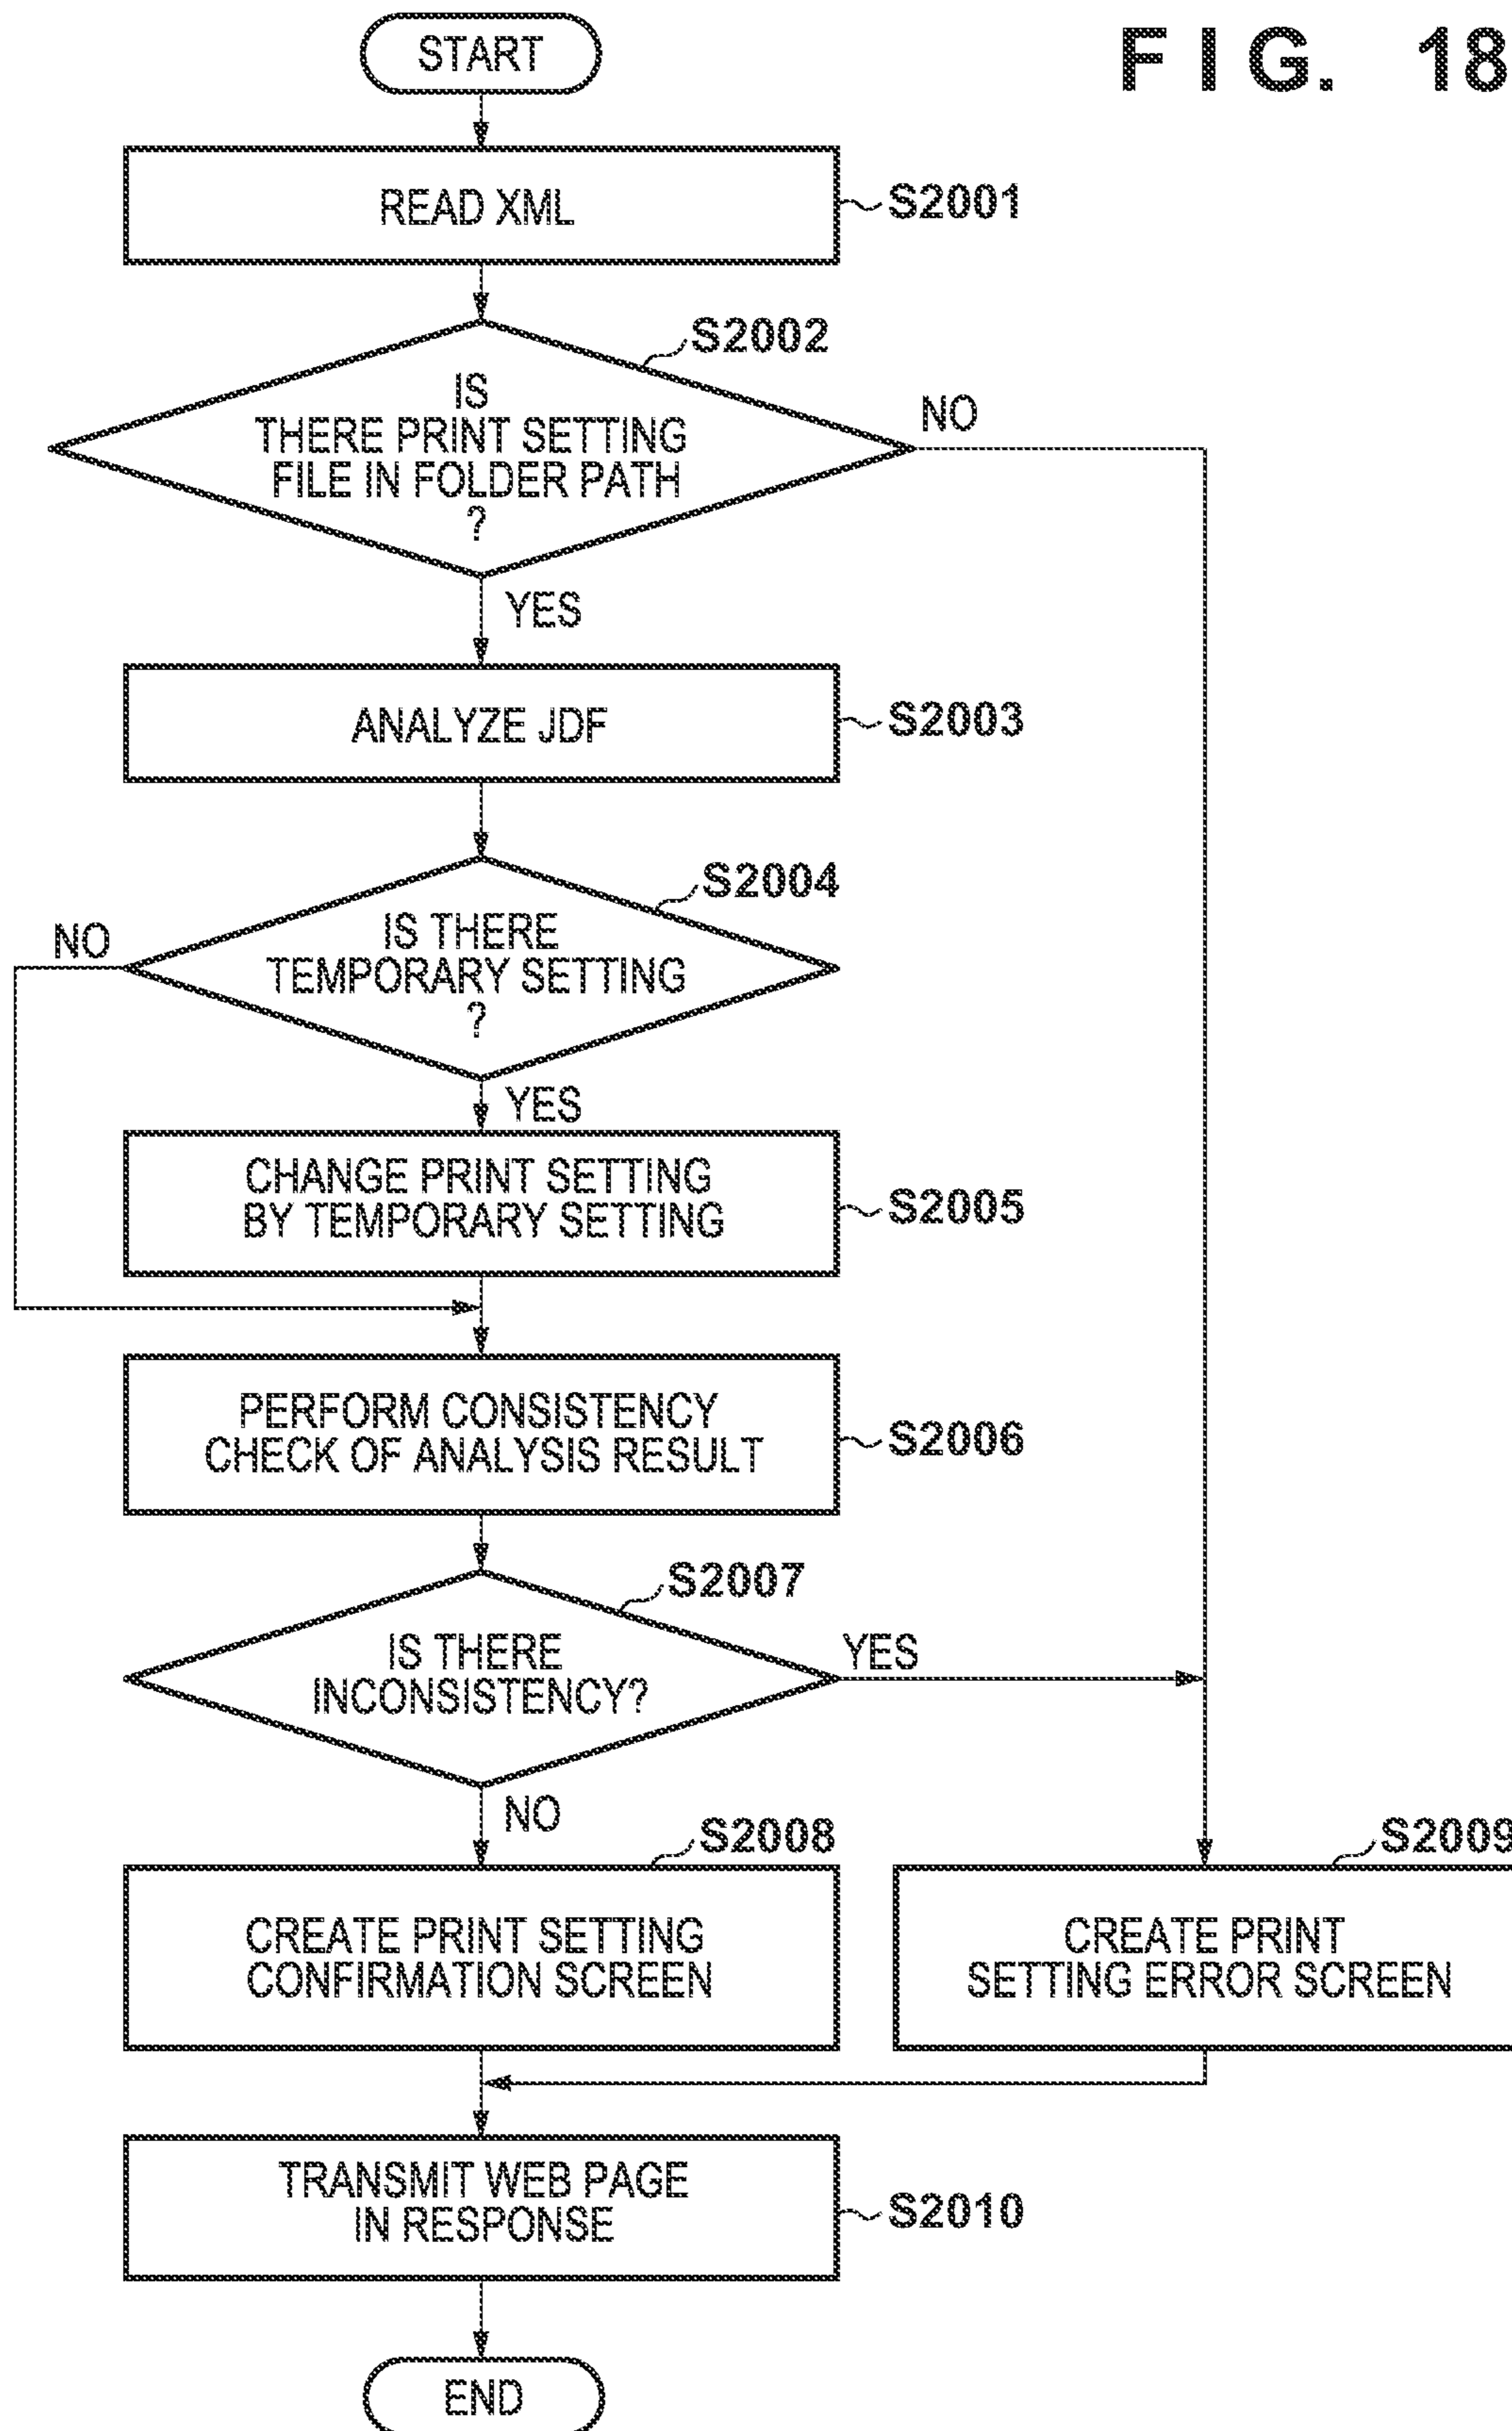 FIG. 18
START
READ XML
S2001
S2002
IS
THERE PRINT SETTING
FILE IN FOLDER PATH
?
NO
YES
ANALYZE JDF
S2003
S2004
NO
IS THERE
TEMPORARY SETTING
?
YES
CHANGE PRINT SETTING
BY TEMPORARY SETTING
S2005
PERFORM CONSISTENCY
CHECK OF ANALYSIS RESULT
S2006
S2007
IS THERE
INCONSISTENCY?
YES
NO
S2008
CREATE PRINT SETTING
CONFIRMATION SCREEN
S2009
CREATE PRINT
SETTING ERROR SCREEN
TRANSMIT WEB PAGE
IN RESPONSE
S2010
END